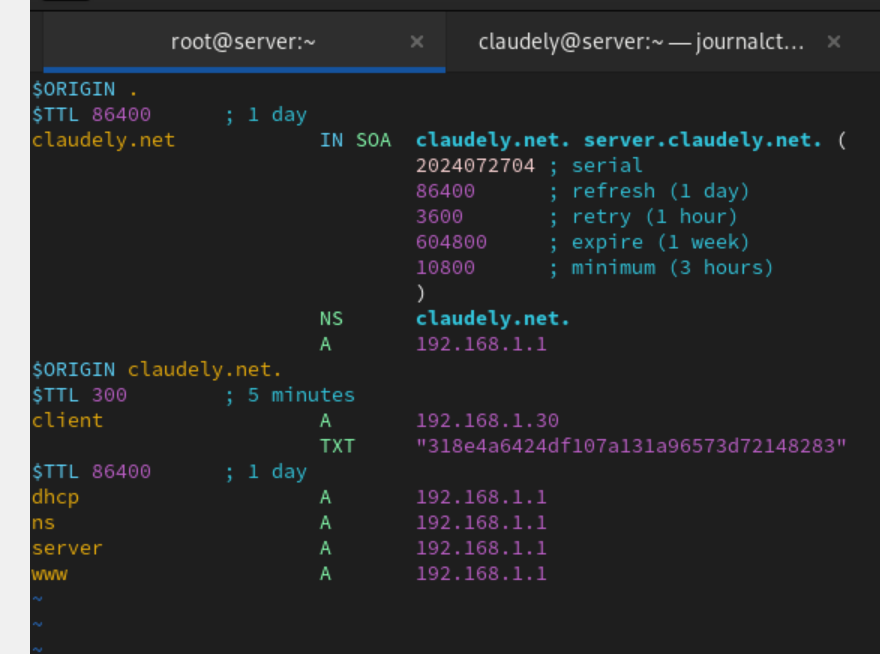 root@server:~ × claudely@server:~ — journalct... ×
$ORIGIN .
$TTL 86400 ; 1 day
claudely.net IN SOA claudely.net. server.claudely.net. (
2024072704 ; serial
86400 ; refresh (1 day)
3600 ; retry (1 hour)
604800 ; expire (1 week)
10800 ; minimum (3 hours)
)
NS claudely.net.
A 192.168.1.1
$ORIGIN claudely.net.
$TTL 300 ; 5 minutes
client A 192.168.1.30
TXT "318e4a6424df107a131a96573d72148283"
$TTL 86400 ; 1 day
dhcp A 192.168.1.1
ns A 192.168.1.1
server A 192.168.1.1
www A 192.168.1.1
~
~
~